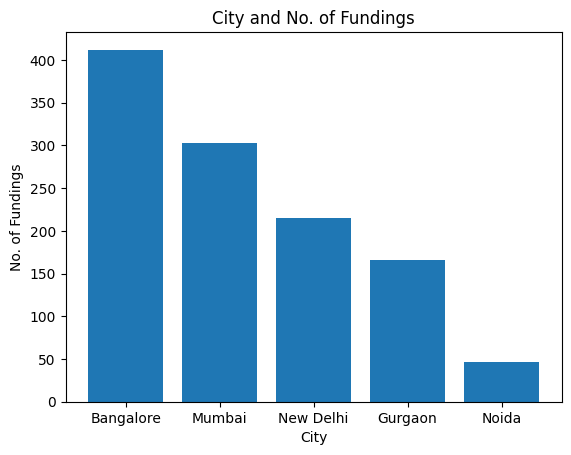 City and No. of Fundings
No. of Fundings
400
350
300
250
200
150
100
50
0
Bangalore Mumbai New Delhi Gurgaon Noida
City